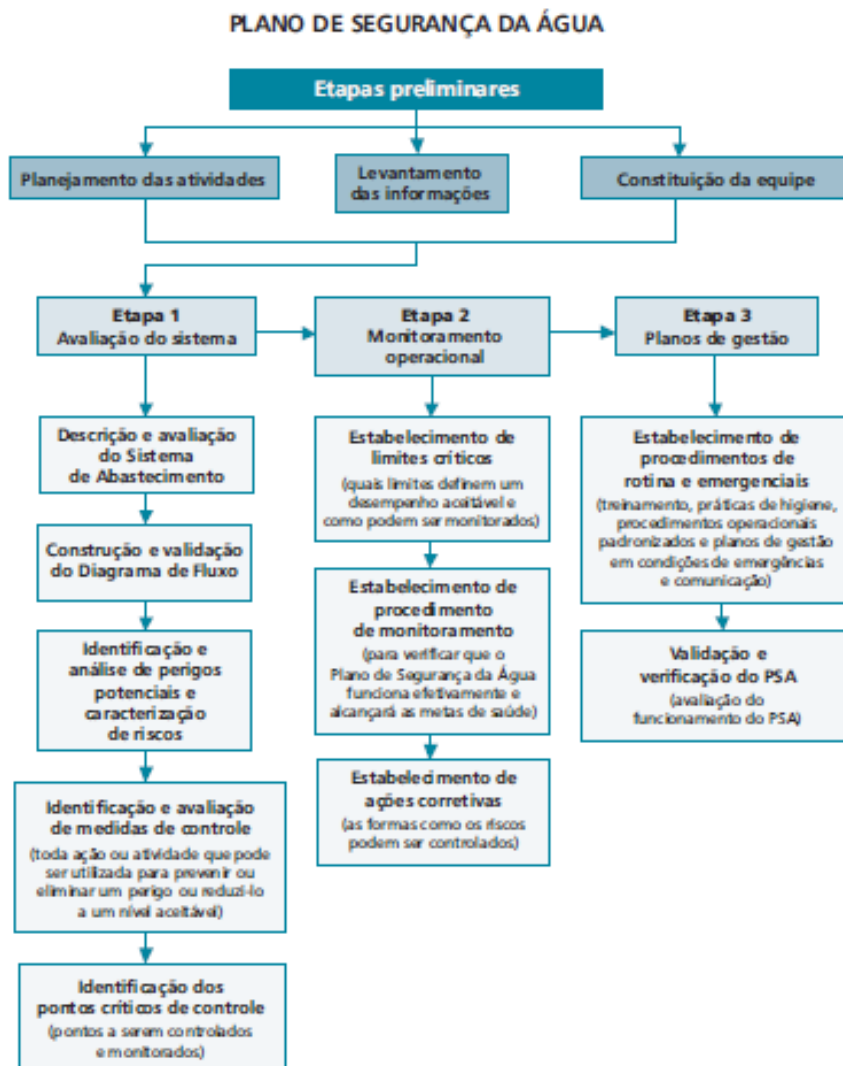 PLANO DE SEGURANÇA DA ÁGUA
Etapas preliminares
Planejamento das atividades
Levantamento
das informações
Constituição da equipe
Etapa 1
Avaliação do sistema
Etapa 2
Monitoramento
operacional
Etapa 3
Planos de gestão
Descrição e avaliação
do Sistema
de Abastecimento
Construção e validação
do Diagrama de Fluxo
Identificação e
análise de perigos
potenciais e
caracterização
de riscos
Identificação e avaliação
de medidas de controle
(toda ação ou atividade que pode
ser utilizada para prevenir ou
eliminar um perigo ou reduzi-lo
a um nível aceitável)
Identificação dos
pontos críticos de controle
(pontos a serem controlados
e monitorados)
Estabelecimento de
limites críticos
(quais limites definem um
desempenho aceitável e
como podem ser monitorados)
Estabelecimento de
procedimento
de monitoramento
(para verificar que o
Plano de Segurança da Água
funciona efetivamente e
alcançará as metas de saúde)
Estabelecimento de
ações corretivas
(as formas como os riscos
podem ser controlados)
Estabelecimento de
procedimentos de
rotina e emergenciais
(treinamento, práticas de higiene,
procedimentos operacionais
padronizados e planos de gestão
em condições de emergências
e comunicação)
Validação e
verificação do PSA
(avaliação do
funcionamento do PSA)